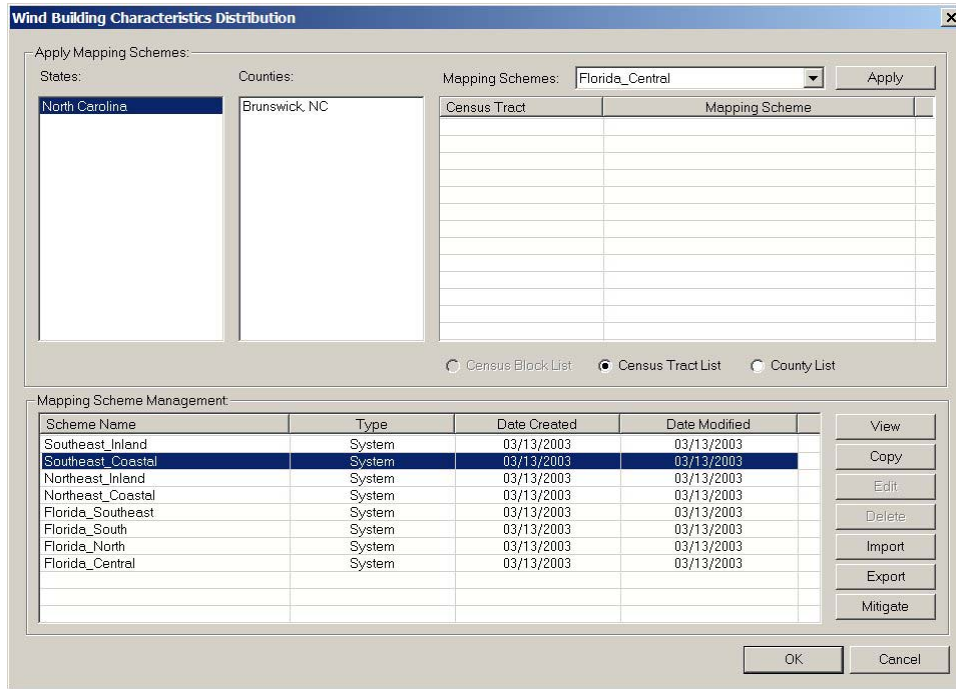 Wind Building Characteristics Distribution
Apply Mapping Schemes:
States:
Counties:
Mapping Schemes:
Florida_Central
Apply
North Carolina
Brunswick, NC
Census Tract
Mapping Scheme
Census Block List
Census Tract List
County List
Mapping Scheme Management:
Scheme Name Type Date Created Date Modified
Southeast_Inland System 03/13/2003 03/13/2003
Southeast_Coastal System 03/13/2003 03/13/2003
Northeast_Inland System 03/13/2003 03/13/2003
Northeast_Coastal System 03/13/2003 03/13/2003
Florida_Southeast System 03/13/2003 03/13/2003
Florida_South System 03/13/2003 03/13/2003
Florida_North System 03/13/2003 03/13/2003
Florida_Central System 03/13/2003 03/13/2003
View
Copy
Edit
Delete
Import
Export
Mitigate
OK
Cancel